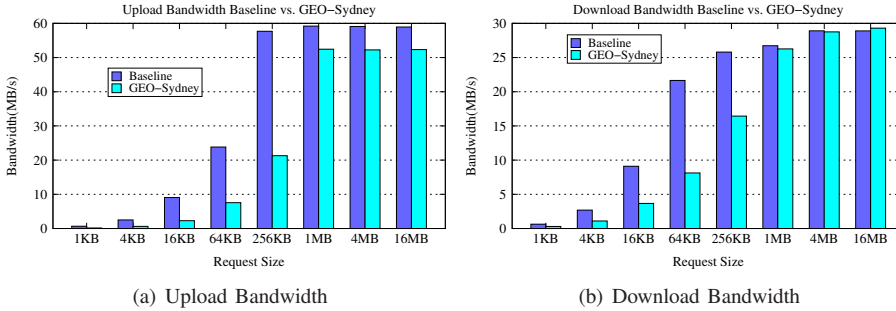 Upload Bandwidth Baseline vs. GEO−Sydney
60
50
40
30
20
10
0
Bandwidth(MB/s)
Baseline
GEO−Sydney
1KB 4KB 16KB 64KB 256KB 1MB 4MB 16MB
Request Size
(a) Upload Bandwidth
Download Bandwidth Baseline vs. GEO−Sydney
30
25
20
15
10
5
0
Bandwidth(MB/s)
Baseline
GEO−Sydney
1KB 4KB 16KB 64KB 256KB 1MB 4MB 16MB
Request Size
(b) Download Bandwidth